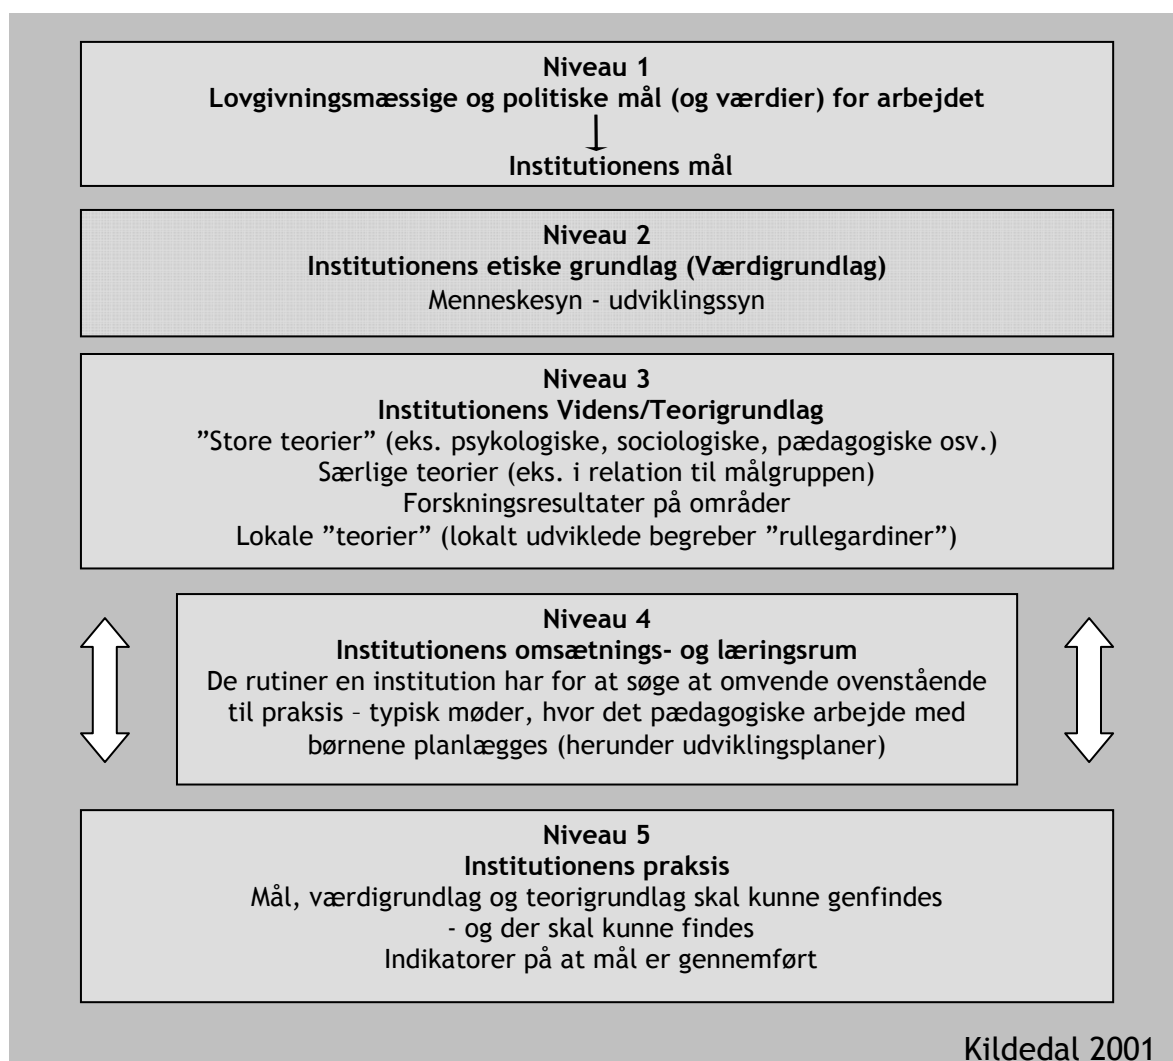 Niveau 1
Lovgivningsmæssige og politiske mål (og værdier) for arbejdet
Institutionens mål
Niveau 2
Institutionens etiske grundlag (Værdigrundlag)
Menneskesyn - udviklingssyn
Niveau 3
Institutionens Videns/Teorigrundlag
”Store teorier” (eks. psykologiske, sociologiske, pædagogiske osv.)
Særlige teorier (eks. i relation til målgruppen)
Forskningsresultater på områder
Lokale ”teorier” (lokalt udviklede begreber ”rullegardiner”)
Niveau 4
Institutionens omsætnings- og læringsrum
De rutiner en institution har for at søge at omvende ovenstående
til praksis – typisk møder, hvor det pædagogiske arbejde med
børnene planlægges (herunder udviklingsplaner)
Niveau 5
Institutionens praksis
Mål, værdigrundlag og teorigrundlag skal kunne genfindes
- og der skal kunne findes
Indikatorer på at mål er gennemført
Kildedal 2001